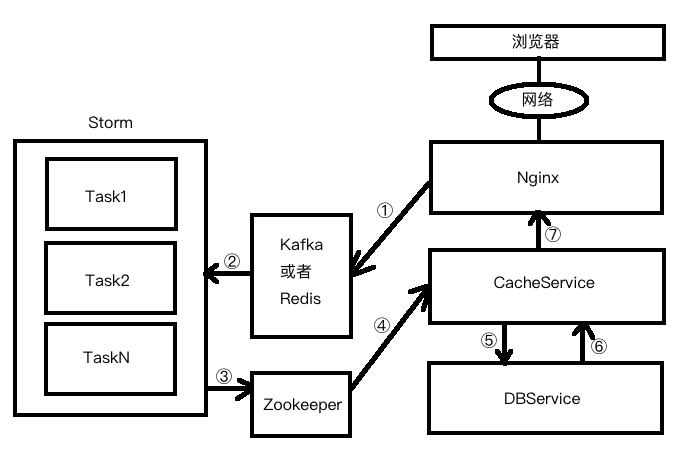 浏览器
网络
Storm
Nginx
Task1
①
Kafka
或者
Redis
②
⑦
Task2
CacheService
④
⑤
⑥
TaskN
③
Zookeeper
DBService